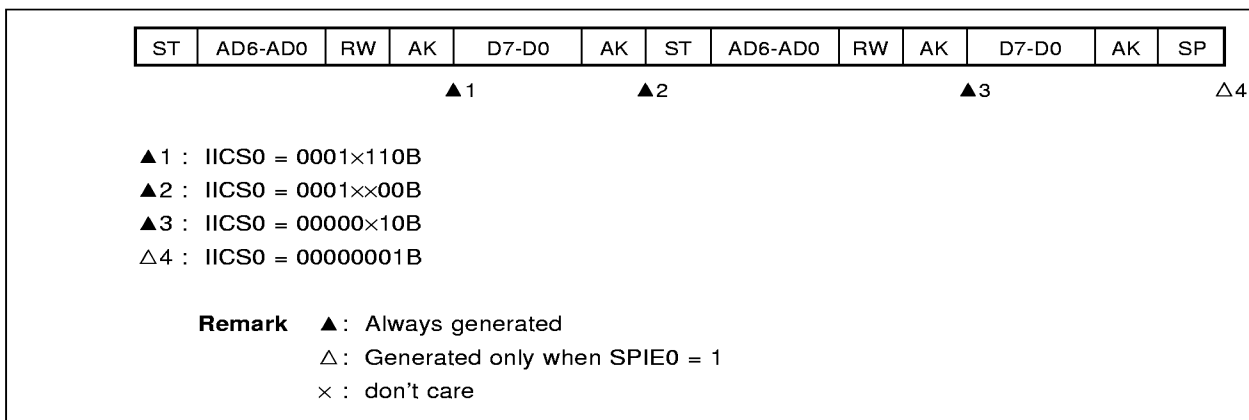 ST AD6-AD0 RW AK D7-D0 AK ST AD6-AD0 RW AK D7-D0 AK SP
▲1 ▲2 ▲3 △4
▲1 : IICS0 = 0001×110B
▲2 : IICS0 = 0001××00B
▲3 : IICS0 = 00000×10B
△4 : IICS0 = 00000001B
Remark ▲: Always generated
△: Generated only when SPIE0 = 1
× : don't care